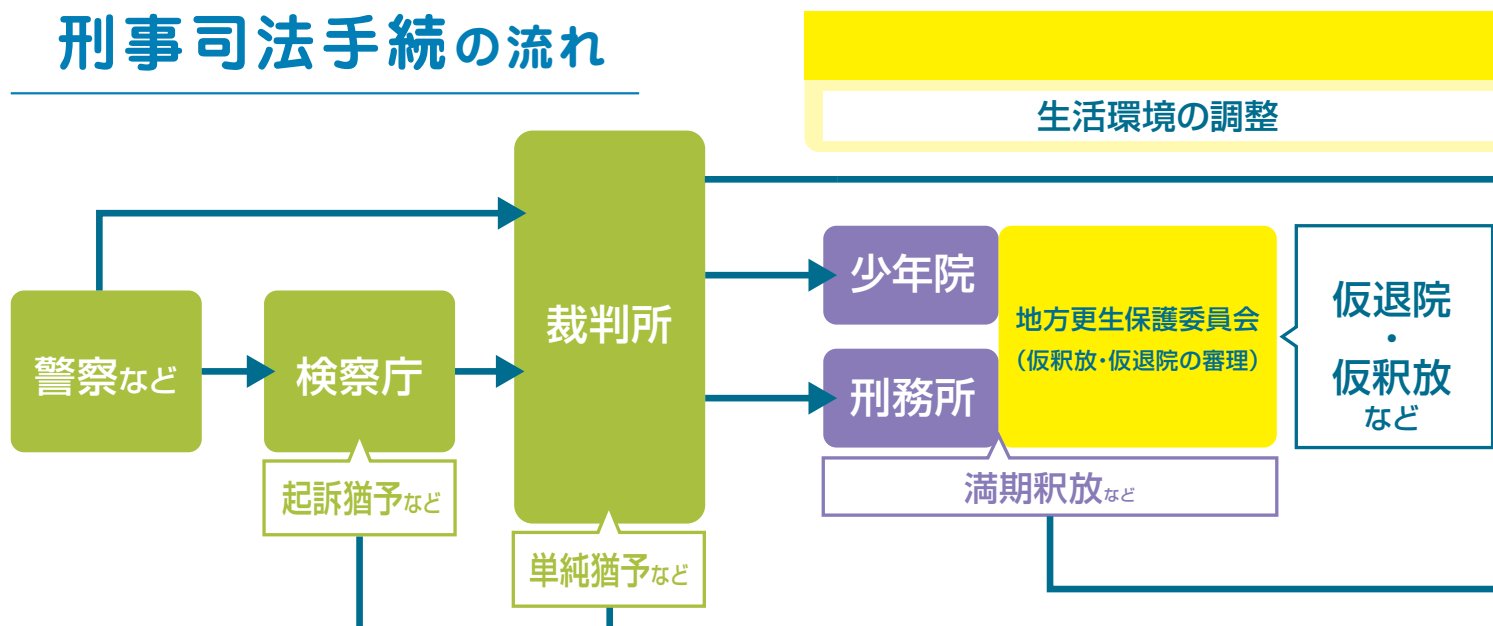 刑事司法手続の流れ
生活環境の調整
警察など
検察庁
起訴猶予など
裁判所
単純猶予など
少年院
刑務所
地方更生保護委員会
（仮釈放・仮退院の審理）
満期釈放など
仮退院
・
仮釈放
など